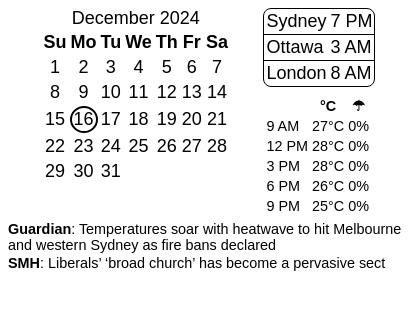 December 2024
Su Mo Tu We Th Fr Sa
1 2 3 4 5 6 7
8 9 10 11 12 13 14
15 16 17 18 19 20 21
22 23 24 25 26 27 28
29 30 31
Sydney 7 PM
Ottawa 3 AM
London 8 AM
°C ☂
9 AM 27°C 0%
12 PM 28°C 0%
3 PM 28°C 0%
6 PM 26°C 0%
9 PM 25°C 0%
Guardian: Temperatures soar with heatwave to hit Melbourne
and western Sydney as fire bans declared
SMH: Liberals’ ‘broad church’ has become a pervasive sect